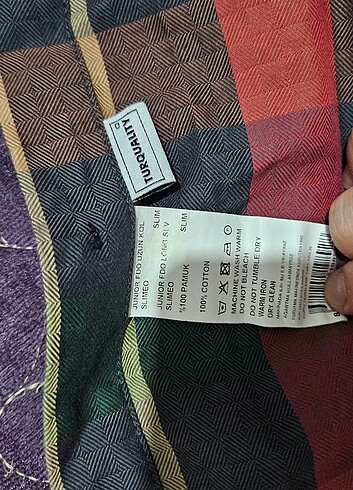 TURQUALITY
JUNIOR FDO UZUN KOL
SLIMEO SLIM
JUNIOR FDO LONG SLV
SLIMEO SLIM
%100 PAMUK
100% COTTON
MACHINE WASH WARM
DO NOT BLEACH
DO NOT TUMBLE DRY
WARM IRON
DRY CLEAN